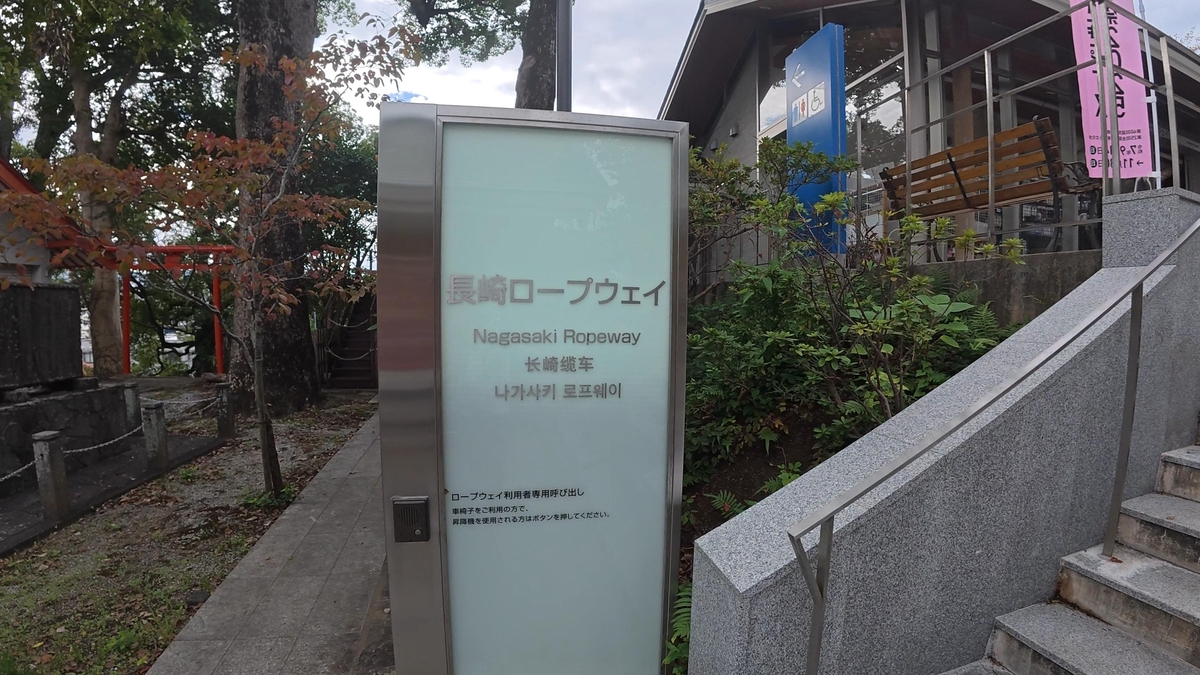 長崎ロープウェイ
Nagasaki Ropeway
长崎缆车
나가사키 로프웨이
ロープウェイ利用者専用呼び出し
車椅子をご利用の方で、
昇降機を使用される方はボタンを押してください。